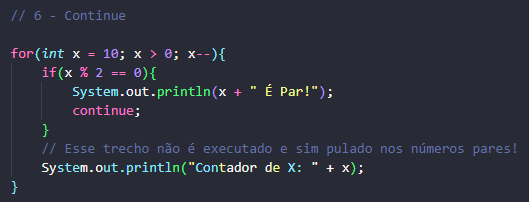 // 6 - Continue
for(int x = 10; x > 0; x--){
if(x % 2 == 0){
System.out.println(x + " É Par!");
continue;
}
// Esse trecho não é executado e sim pulado nos números pares!
System.out.println("Contador de X: " + x);
}